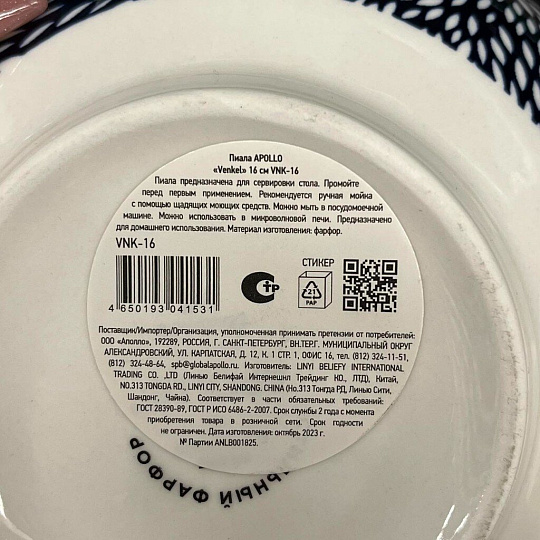 Пиала APOLLO
«Venkel» 16 см VNK-16
Пиала предназначена для сервировки стола. Промойте
перед первым применением. Рекомендуется ручная мойка
с помощью щадящих моющих средств. Можно мыть в посудомоечной
машине. Можно использовать в микроволновой печи. Предназначено
для домашнего использования. Материал изготовления: фарфор.
VNK-16
СТИКЕР
4 650193 041531
СТР
21
PAP
Поставщик/Импортер/Организация, уполномоченная принимать претензии от потребителей:
ООО «Аполло», 192289, РОССИЯ, Г. САНКТ-ПЕТЕРБУРГ, ВН.ТЕР.Г. МУНИЦИПАЛЬНЫЙ ОКРУГ
АЛЕКСАНДРОВСКИЙ, УЛ. КАРПАТСКАЯ, Д. 12, К. 1 СТР. 1, ОФИС 16, тел. (812) 324-11-51,
(812) 324-48-64, spb@globalapollo.ru. Изготовитель: LINYI BELIEFY INTERNATIONAL
TRADING CO. ,LTD (Линью Белифай Интернешнл Трейдинг КО., ЛТД), Китай,
NO.313 TONGDA RD., LINYI CITY, SHANDONG. CHINA (Но.313 Тонгда РД, Линью Сити,
Шандонг, Чайна). Соответствует в части требований:
ГОСТ 28390-89, ГОСТ Р ИСО 6486-2-2007. Срок службы 2 года с момента
приобретения товара в розничной сети. Срок годности
не ограничен. Дата изготовления: октябрь 2023 г.
№ Партии ANLB001825.
ЛЬНЫЙ ФАРФОР